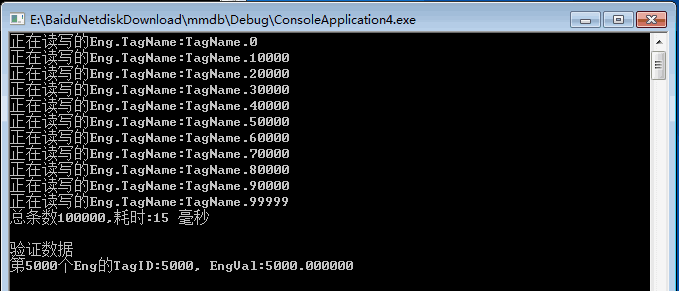 E:\BaiduNetdiskDownload\mmdb\Debug\ConsoleApplication4.exe
正在读写的Eng.TagName:TagName.0
正在读写的Eng.TagName:TagName.10000
正在读写的Eng.TagName:TagName.20000
正在读写的Eng.TagName:TagName.30000
正在读写的Eng.TagName:TagName.40000
正在读写的Eng.TagName:TagName.50000
正在读写的Eng.TagName:TagName.60000
正在读写的Eng.TagName:TagName.70000
正在读写的Eng.TagName:TagName.80000
正在读写的Eng.TagName:TagName.90000
正在读写的Eng.TagName:TagName.99999
总条数100000,耗时:15 毫秒
验证数据
第5000个Eng的TagID:5000, EngVal:5000.000000